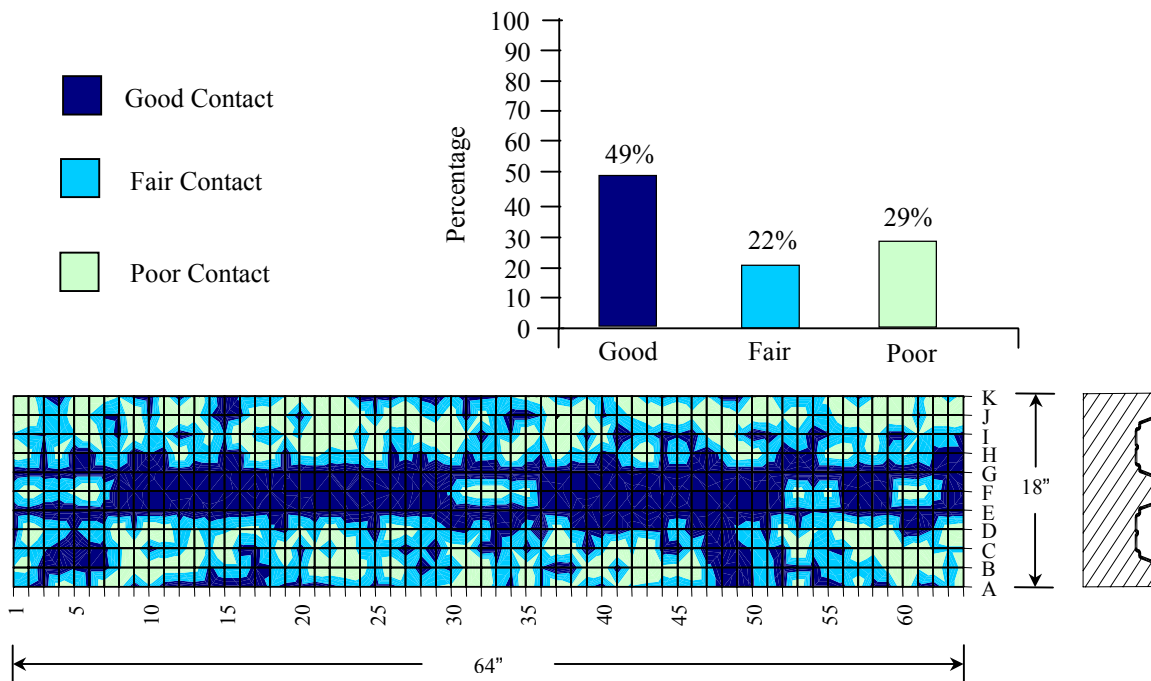 Good Contact
Fair Contact
Poor Contact
Percentage
100
90
80
70
60
50
40
30
20
10
0
49%
22%
29%
Good Fair Poor
K
J
I
H
G
F
E
D
C
B
A
18”
1 5 10 15 20 25 30 35 40 45 50 55 60
64”